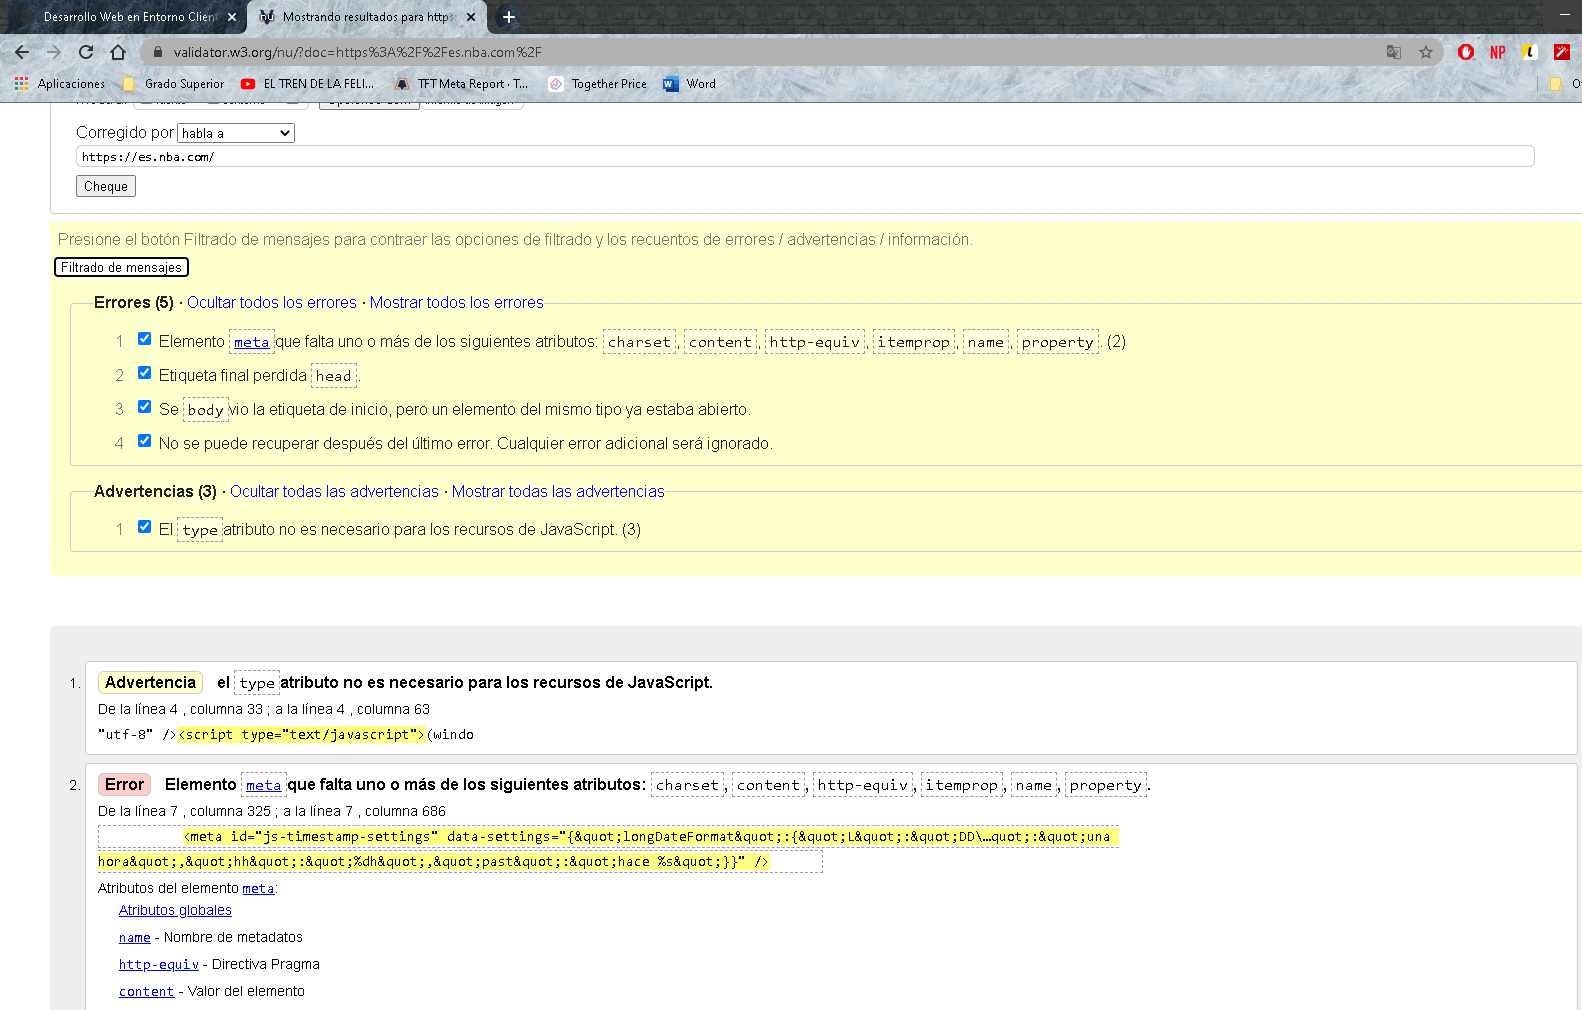 Desarrollo Web en Entorno Clien
Mostrando resultados para https:
validator.w3.org/nu/?doc=https%3A%2F%2Fes.nba.com%2F
NP
Aplicaciones
Grado Superior
EL TREN DE LA FELI...
TFT Meta Report · T...
Together Price
Word
Corregido por habla a
https://es.nba.com/
Cheque
Presione el botón Filtrado de mensajes para contraer las opciones de filtrado y los recuentos de errores / advertencias / información.
Filtrado de mensajes
Errores (5) · Ocultar todos los errores · Mostrar todos los errores
1 Elemento meta que falta uno o más de los siguientes atributos: charset, content, http-equiv, itemprop, name, property. (2)
2 Etiqueta final perdida head.
3 Se body vio la etiqueta de inicio, pero un elemento del mismo tipo ya estaba abierto.
4 No se puede recuperar después del último error. Cualquier error adicional será ignorado.
Advertencias (3) · Ocultar todas las advertencias · Mostrar todas las advertencias
1 El type atributo no es necesario para los recursos de JavaScript. (3)
1. Advertencia el type atributo no es necesario para los recursos de JavaScript.
De la línea 4 , columna 33 ; a la línea 4 , columna 63
"utf-8" /><script type="text/javascript">(windo
2. Error Elemento meta que falta uno o más de los siguientes atributos: charset, content, http-equiv, itemprop, name, property.
De la línea 7 , columna 325 ; a la línea 7 , columna 686
<meta id="js-timestamp-settings" data-settings="{&quot;longDateFormat&quot;:{&quot;L&quot;:&quot;DD\…quot;:&quot;una
hora&quot;,&quot;hh&quot;:&quot;%dh&quot;,&quot;past&quot;:&quot;hace %s&quot;}}" />
Atributos del elemento meta:
Atributos globales
name - Nombre de metadatos
http-equiv - Directiva Pragma
content - Valor del elemento